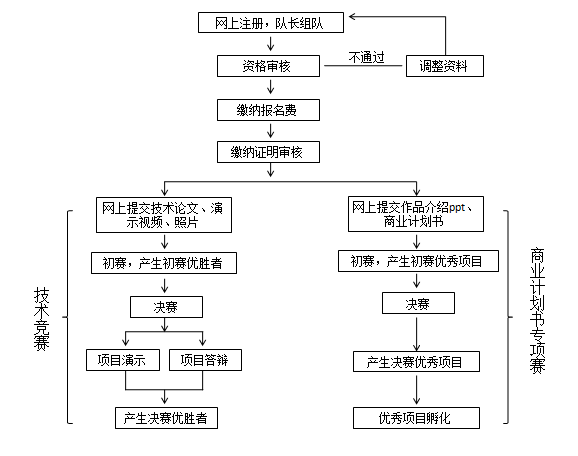 网上注册，队长组队
资格审核
不通过
调整资料
缴纳报名费
缴纳证明审核
网上提交技术论文、演
示视频、照片
网上提交作品介绍ppt、
商业计划书
初赛，产生初赛优胜者
初赛，产生初赛优秀项目
技术竞赛
商业计划书专项赛
决赛
决赛
项目演示
项目答辩
产生决赛优秀项目
产生决赛优胜者
优秀项目孵化